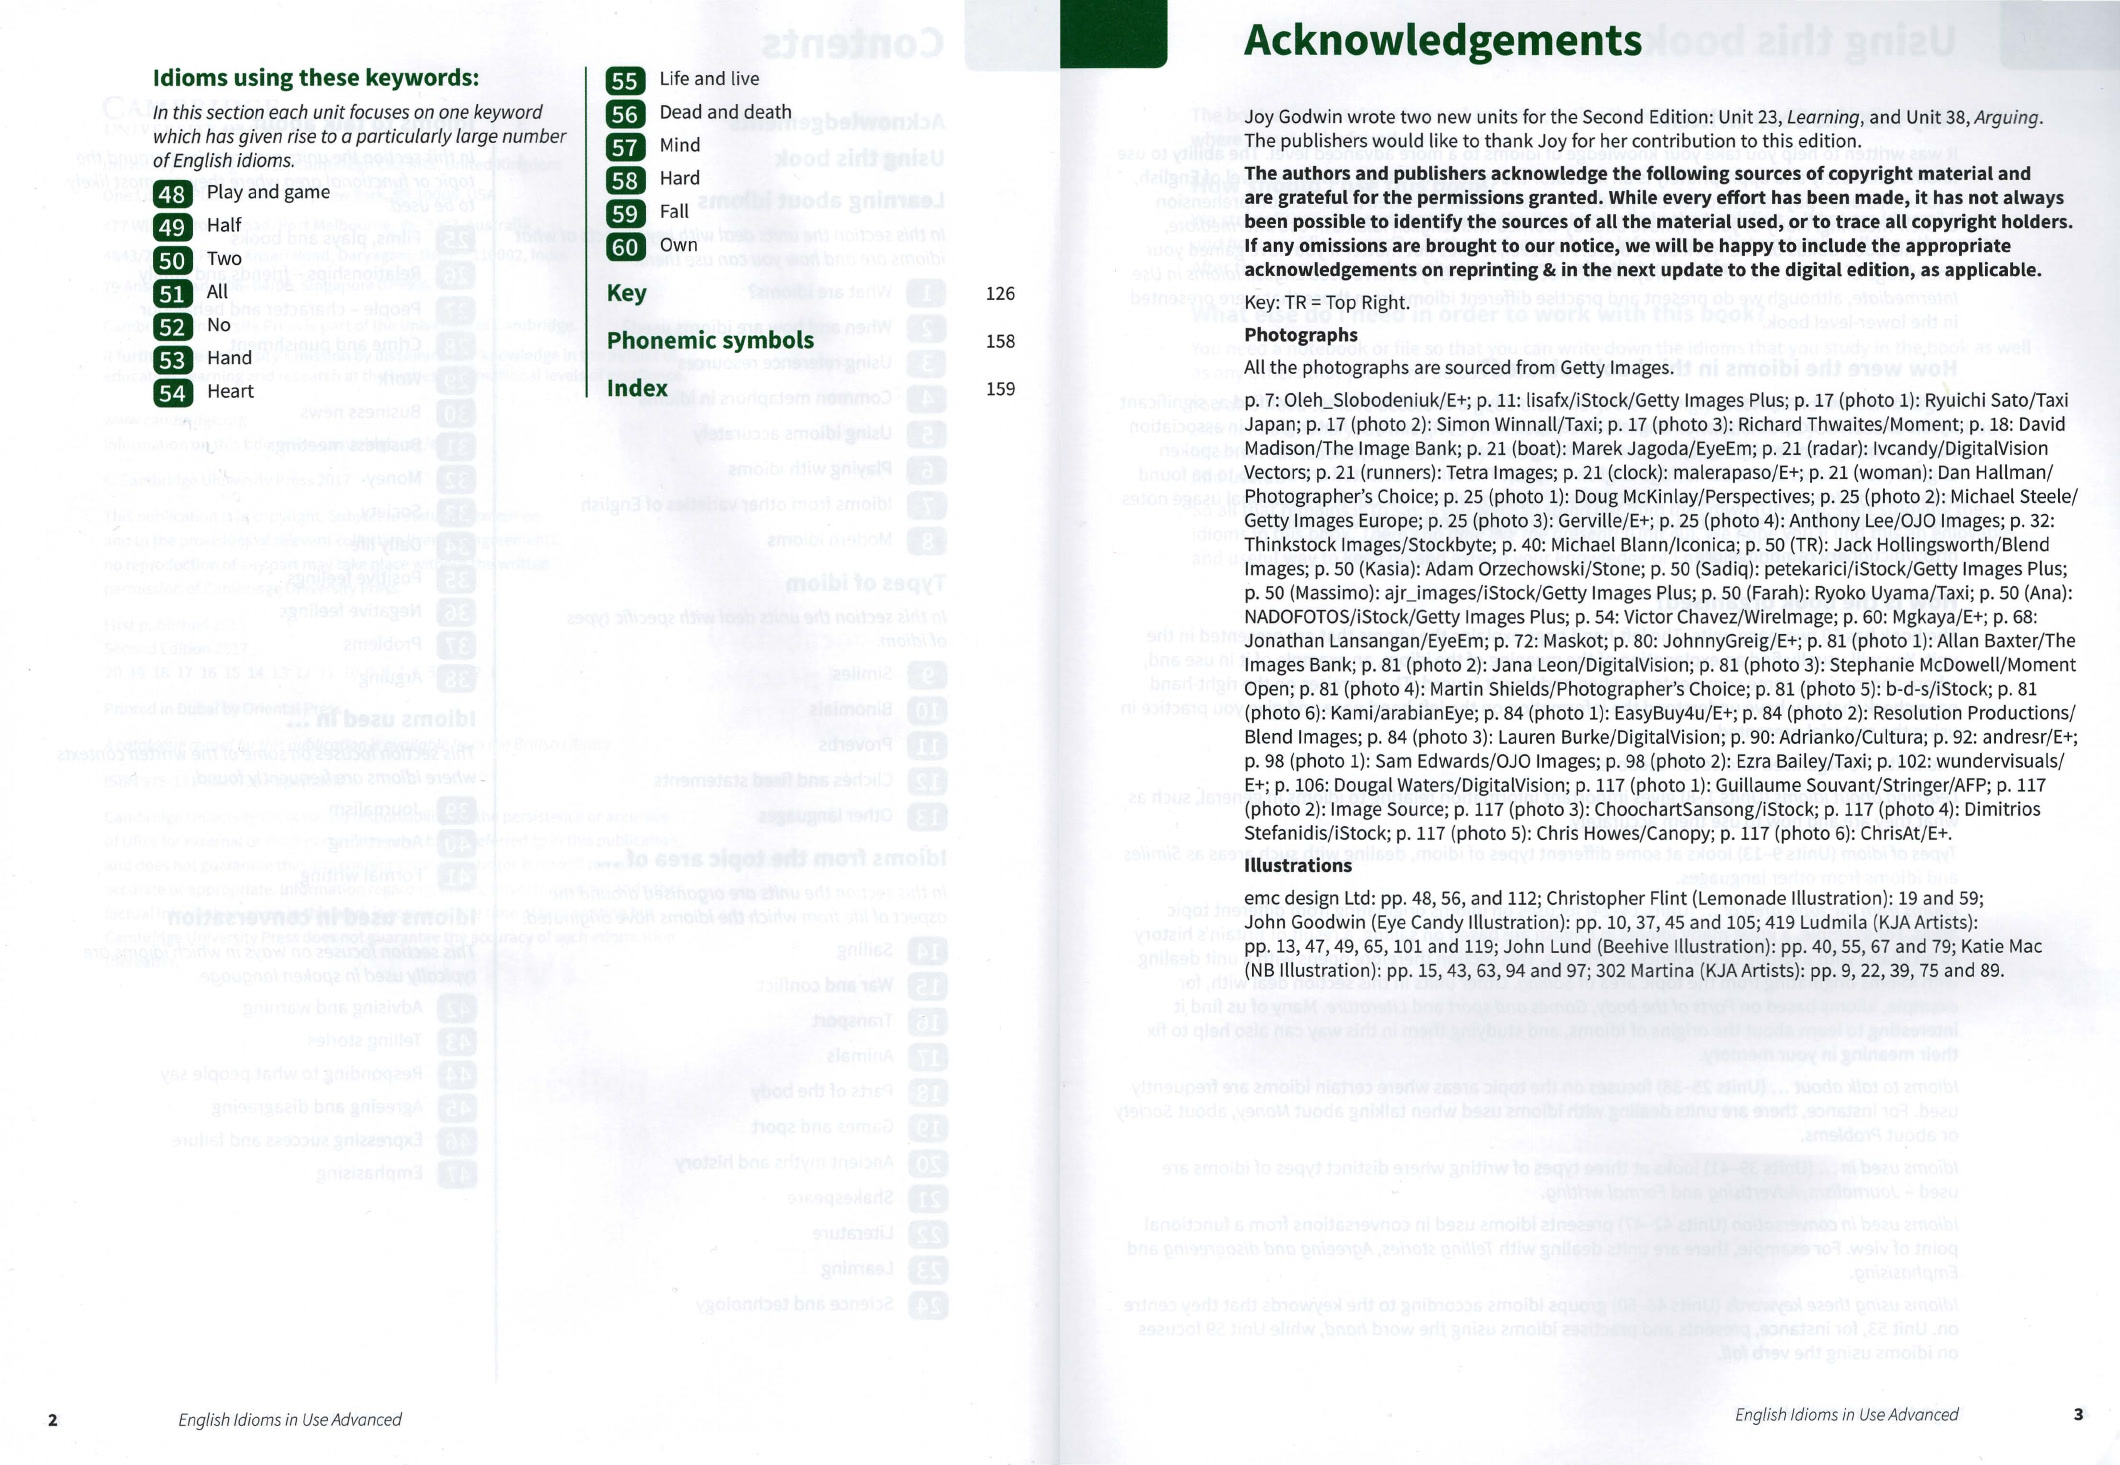 Idioms using these keywords:
In this section each unit focuses on one keyword
which has given rise to a particularly large number
of English idioms.
48 Play and game
49 Half
50 Two
51 All
52 No
53 Hand
54 Heart
55 Life and live
56 Dead and death
57 Mind
58 Hard
59 Fall
60 Own
Key 126
Phonemic symbols 158
Index 159
2 English Idioms in Use Advanced
Acknowledgements
Joy Godwin wrote two new units for the Second Edition: Unit 23, Learning, and Unit 38, Arguing.
The publishers would like to thank Joy for her contribution to this edition.
The authors and publishers acknowledge the following sources of copyright material and
are grateful for the permissions granted. While every effort has been made, it has not always
been possible to identify the sources of all the material used, or to trace all copyright holders.
If any omissions are brought to our notice, we will be happy to include the appropriate
acknowledgements on reprinting & in the next update to the digital edition, as applicable.
Key: TR = Top Right.
Photographs
All the photographs are sourced from Getty Images.
p. 7: Oleh_Slobodeniuk/E+; p. 11: lisafx/iStock/Getty Images Plus; p. 17 (photo 1): Ryuichi Sato/Taxi
Japan; p. 17 (photo 2): Simon Winnall/Taxi; p. 17 (photo 3): Richard Thwaites/Moment; p. 18: David
Madison/The Image Bank; p. 21 (boat): Marek Jagoda/EyeEm; p. 21 (radar): lvcandy/DigitalVision
Vectors; p. 21 (runners): Tetra Images; p. 21 (clock): malerapaso/E+; p. 21 (woman): Dan Hallman/
Photographer's Choice; p. 25 (photo 1): Doug McKinlay/Perspectives; p. 25 (photo 2): Michael Steele/
Getty Images Europe; p. 25 (photo 3): Gerville/E+; p. 25 (photo 4): Anthony Lee/OJO Images; p. 32:
Thinkstock Images/Stockbyte; p. 40: Michael Blann/Iconica; p. 50 (TR): Jack Hollingsworth/Blend
Images; p. 50 (Kasia): Adam Orzechowski/Stone; p. 50 (Sadiq): petekarici/iStock/Getty Images Plus;
p. 50 (Massimo): ajr_images/iStock/Getty Images Plus; p. 50 (Farah): Ryoko Uyama/Taxi; p. 50 (Ana):
NADOFOTOS/iStock/Getty Images Plus; p. 54: Victor Chavez/WireImage; p. 60: Mgkaya/E+; p. 68:
Jonathan Lansangan/EyeEm; p. 72: Maskot; p. 80: JohnnyGreig/E+; p. 81 (photo 1): Allan Baxter/The
Images Bank; p. 81 (photo 2): Jana Leon/DigitalVision; p. 81 (photo 3): Stephanie McDowell/Moment
Open; p. 81 (photo 4): Martin Shields/Photographer's Choice; p. 81 (photo 5): b-d-s/iStock; p. 81
(photo 6): Kami/arabianEye; p. 84 (photo 1): EasyBuy4u/E+; p. 84 (photo 2): Resolution Productions/
Blend Images; p. 84 (photo 3): Lauren Burke/DigitalVision; p. 90: Adrianko/Cultura; p. 92: andresr/E+;
p. 98 (photo 1): Sam Edwards/OJO Images; p. 98 (photo 2): Ezra Bailey/Taxi; p. 102: wundervisuals/
E+; p. 106: Dougal Waters/DigitalVision; p. 117 (photo 1): Guillaume Souvant/Stringer/AFP; p. 117
(photo 2): Image Source; p. 117 (photo 3): ChooChartSansong/iStock; p. 117 (photo 4): Dimitrios
Stefanidis/iStock; p. 117 (photo 5): Chris Howes/Canopy; p. 117 (photo 6): ChrisAt/E+.
Illustrations
emc design Ltd: pp. 48, 56, and 112; Christopher Flint (Lemonade Illustration): 19 and 59;
John Goodwin (Eye Candy Illustration): pp. 10, 37, 45 and 105; 419 Ludmila (KJA Artists):
pp. 13, 47, 49, 65, 101 and 119; John Lund (Beehive Illustration): pp. 40, 55, 67 and 79; Katie Mac
(NB Illustration): pp. 15, 43, 63, 94 and 97; 302 Martina (KJA Artists): pp. 9, 22, 39, 75 and 89.
English Idioms in Use Advanced 3